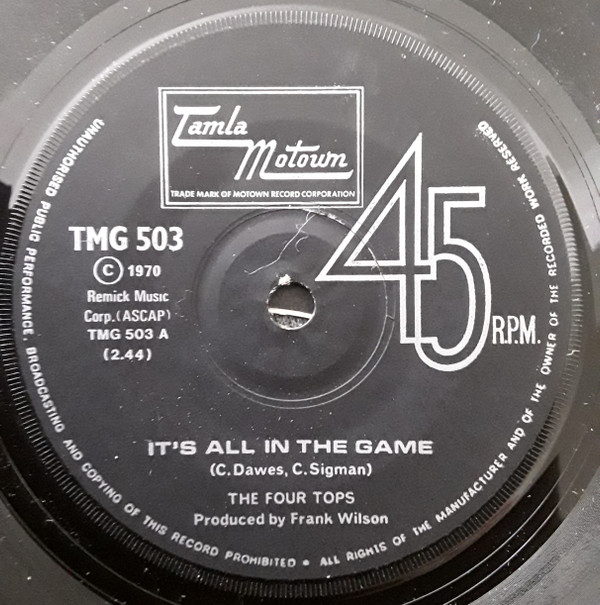 Tamla
Motown
TRADE MARK OF MOTOWN RECORD CORPORATION
TMG 503
© 1970
Remick Music
Corp.(ASCAP)
TMG 503 A
(2.44)
45
R.P.M.
IT'S ALL IN THE GAME
(C.Dawes, C.Sigman)
THE FOUR TOPS
Produced by Frank Wilson
UNAUTHORISED PUBLIC PERFORMANCE, BROADCASTING AND COPYING OF THIS RECORD PROHIBITED ● ALL RIGHTS OF THE MANUFACTURER AND OF THE OWNER OF THE RECORDED WORK RESERVED